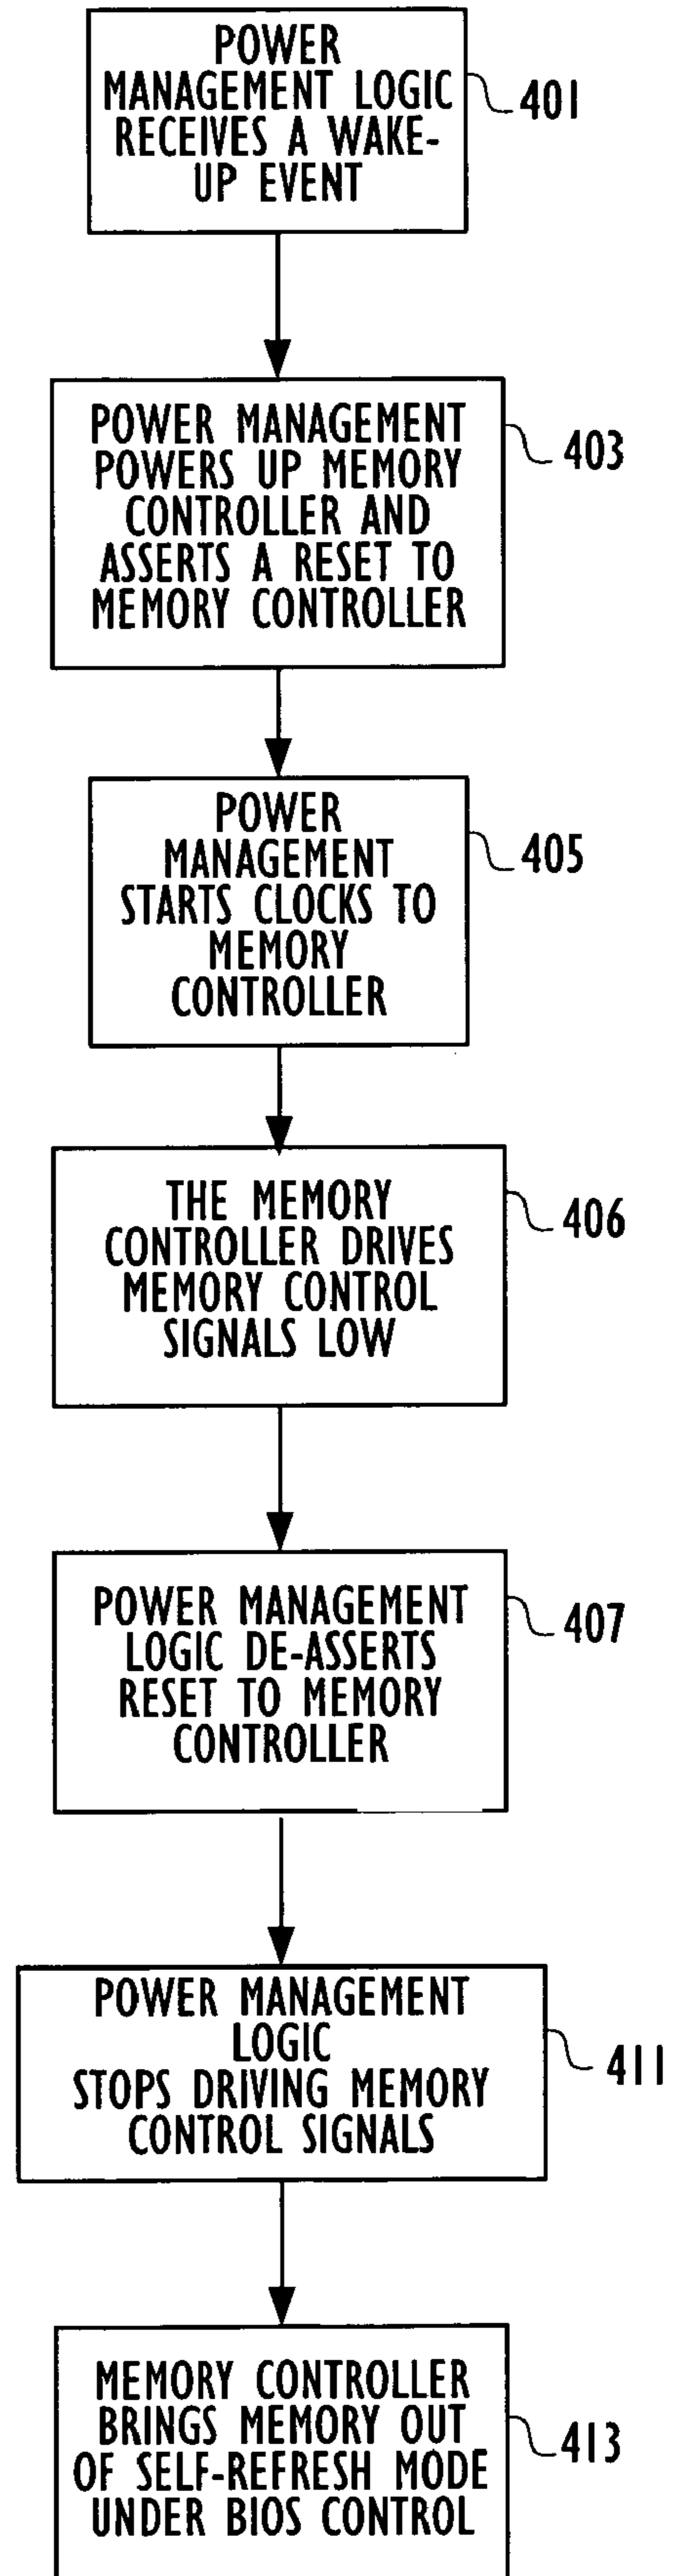 POWER
MANAGEMENT LOGIC
RECEIVES A WAKE-
UP EVENT
401
POWER MANAGEMENT
POWERS UP MEMORY
CONTROLLER AND
ASSERTS A RESET TO
MEMORY CONTROLLER
403
POWER
MANAGEMENT
STARTS CLOCKS TO
MEMORY
CONTROLLER
405
THE MEMORY
CONTROLLER DRIVES
MEMORY CONTROL
SIGNALS LOW
406
POWER MANAGEMENT
LOGIC DE-ASSERTS
RESET TO MEMORY
CONTROLLER
407
POWER MANAGEMENT
LOGIC
STOPS DRIVING MEMORY
CONTROL SIGNALS
411
MEMORY CONTROLLER
BRINGS MEMORY OUT
OF SELF-REFRESH MODE
UNDER BIOS CONTROL
413